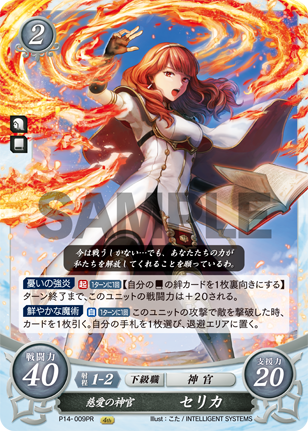 2
SAMPLE
今は戦うしかない…でも、あなたたちの力が
私たちを解放してくれることを願っているわ。
憂いの強炎 起 1ターンに1回 【自分の■の絆カードを1枚裏向きにする】
ターン終了まで、このユニットの戦闘力は+20される。
鮮やかな魔術 自 1ターンに1回 このユニットの攻撃で敵を撃破した時、
カードを1枚引く。自分の手札を1枚選び、退避エリアに置く。
戦闘力
40
射程 1-2 下級職 神官
支援力
20
慈愛の神官 セリカ
P14-009PR 4th Illust:こた / INTELLIGENT SYSTEMS